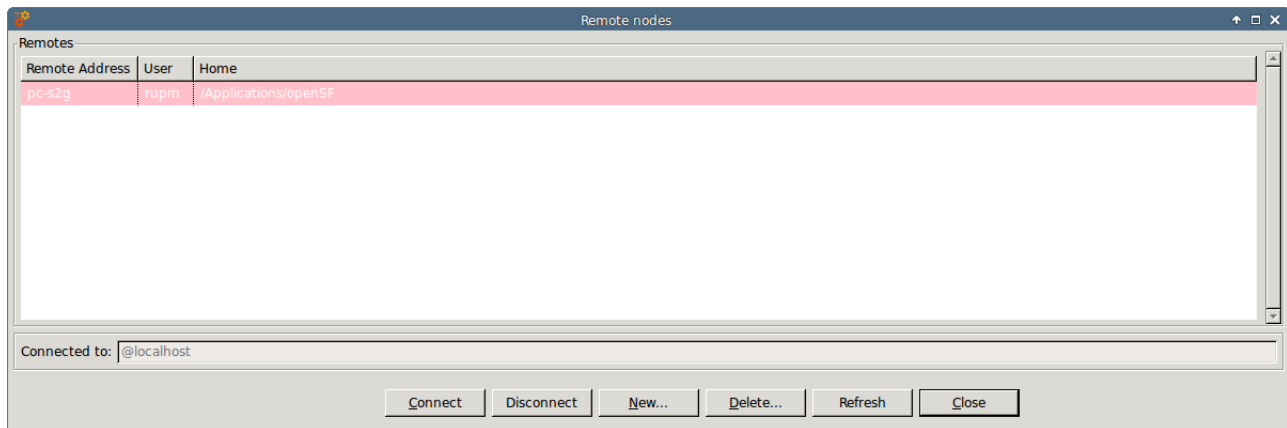 Remote nodes
Remotes
Remote Address User Home
pc-s2g rupm /Applications/openSF
Connected to: @localhost
Connect Disconnect New... Delete... Refresh Close